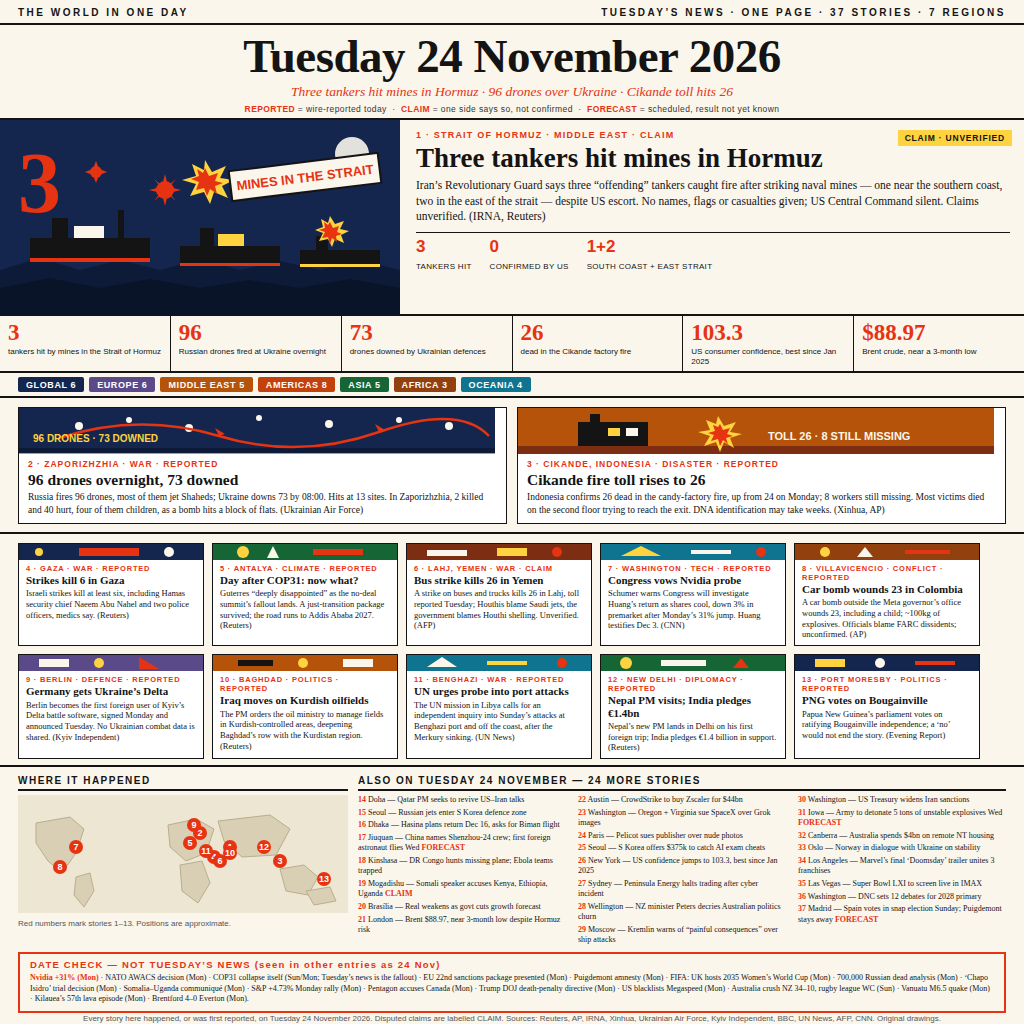 THE WORLD IN ONE DAY
TUESDAY'S NEWS · ONE PAGE · 37 STORIES · 7 REGIONS
Tuesday 24 November 2026
Three tankers hit mines in Hormuz · 96 drones over Ukraine · Cikande toll hits 26
REPORTED = wire-reported today · CLAIM = one side says so, not confirmed · FORECAST = scheduled, result not yet known
3
MINES IN THE STRAIT
1 · STRAIT OF HORMUZ · MIDDLE EAST · CLAIM
CLAIM · UNVERIFIED
Three tankers hit mines in Hormuz
Iran's Revolutionary Guard says three “offending” tankers caught fire after striking naval mines — one near the southern coast,
two in the east of the strait — despite US escort. No names, flags or casualties given; US Central Command silent. Claims
unverified. (IRNA, Reuters)
3
TANKERS HIT
0
CONFIRMED BY US
1+2
SOUTH COAST + EAST STRAIT
3
tankers hit by mines in the Strait of Hormuz
96
Russian drones fired at Ukraine overnight
73
drones downed by Ukrainian defences
26
dead in the Cikande factory fire
103.3
US consumer confidence, best since Jan
2025
$88.97
Brent crude, near a 3-month low
GLOBAL 6
EUROPE 6
MIDDLE EAST 5
AMERICAS 8
ASIA 5
AFRICA 3
OCEANIA 4
96 DRONES · 73 DOWNED
2 · ZAPORIZHZHIA · WAR · REPORTED
96 drones overnight, 73 downed
Russia fires 96 drones, most of them jet Shaheds; Ukraine downs 73 by 08:00. Hits at 13 sites. In Zaporizhzhia, 2 killed
and 40 hurt, four of them children, as a bomb hits a block of flats. (Ukrainian Air Force)
TOLL 26 · 8 STILL MISSING
3 · CIKANDE, INDONESIA · DISASTER · REPORTED
Cikande fire toll rises to 26
Indonesia confirms 26 dead in the candy-factory fire, up from 24 on Monday; 8 workers still missing. Most victims died
on the second floor trying to reach the exit. DNA identification may take weeks. (Xinhua, AP)
4 · GAZA · WAR · REPORTED
Strikes kill 6 in Gaza
Israeli strikes kill at least six, including Hamas
security chief Naeem Abu Nahel and two police
officers, medics say. (Reuters)
5 · ANTALYA · CLIMATE · REPORTED
Day after COP31: now what?
Guterres “deeply disappointed” as the no-deal
summit's fallout lands. A just-transition package
survived; the road runs to Addis Ababa 2027.
(Reuters)
6 · LAHJ, YEMEN · WAR · CLAIM
Bus strike kills 26 in Yemen
A strike on buses and trucks kills 26 in Lahj, toll
reported Tuesday; Houthis blame Saudi jets, the
government blames Houthi shelling. Unverified.
(AFP)
7 · WASHINGTON · TECH · REPORTED
Congress vows Nvidia probe
Schumer warns Congress will investigate
Huang's return as shares cool, down 3% in
premarket after Monday's 31% jump. Huang
testifies Dec 3. (CNN)
8 · VILLAVICENCIO · CONFLICT ·
REPORTED
Car bomb wounds 23 in Colombia
A car bomb outside the Meta governor's office
wounds 23, including a child; ~100kg of
explosives. Officials blame FARC dissidents;
unconfirmed. (AP)
9 · BERLIN · DEFENCE · REPORTED
Germany gets Ukraine's Delta
Berlin becomes the first foreign user of Kyiv's
Delta battle software, signed Monday and
announced Tuesday. No Ukrainian combat data is
shared. (Kyiv Independent)
10 · BAGHDAD · POLITICS ·
REPORTED
Iraq moves on Kurdish oilfields
The PM orders the oil ministry to manage fields
in Kurdish-controlled areas, deepening
Baghdad's row with the Kurdistan region.
(Reuters)
11 · BENGHAZI · WAR · REPORTED
UN urges probe into port attacks
The UN mission in Libya calls for an
independent inquiry into Sunday's attacks at
Benghazi port and off the coast, after the
Merkury sinking. (UN News)
12 · NEW DELHI · DIPLOMACY ·
REPORTED
Nepal PM visits; India pledges
€1.4bn
Nepal's new PM lands in Delhi on his first
foreign trip; India pledges €1.4 billion in support.
(Reuters)
13 · PORT MORESBY · POLITICS ·
REPORTED
PNG votes on Bougainville
Papua New Guinea's parliament votes on
ratifying Bougainville independence; a ‘no’
would not end the story. (Evening Report)
WHERE IT HAPPENED
9
2
7
5
11
6
10
12
3
8
13
Red numbers mark stories 1–13. Positions are approximate.
ALSO ON TUESDAY 24 NOVEMBER — 24 MORE STORIES
14 Doha — Qatar PM seeks to revive US–Iran talks
15 Seoul — Russian jets enter S Korea defence zone
16 Dhaka — Hasina plans return Dec 16, asks for Biman flight
17 Jiuquan — China names Shenzhou-24 crew; first foreign
astronaut flies Wed FORECAST
18 Kinshasa — DR Congo hunts missing plane; Ebola teams
trapped
19 Mogadishu — Somali speaker accuses Kenya, Ethiopia,
Uganda CLAIM
20 Brasília — Real weakens as govt cuts growth forecast
21 London — Brent $88.97, near 3-month low despite Hormuz
risk
22 Austin — CrowdStrike to buy Zscaler for $44bn
23 Washington — Oregon + Virginia sue SpaceX over Grok
images
24 Paris — Pelicot sues publisher over nude photos
25 Seoul — S Korea offers $375k to catch AI exam cheats
26 New York — US confidence jumps to 103.3, best since Jan
2025
27 Sydney — Peninsula Energy halts trading after cyber
incident
28 Wellington — NZ minister Peters decries Australian politics
churn
29 Moscow — Kremlin warns of “painful consequences” over
ship attacks
30 Washington — US Treasury widens Iran sanctions
31 Iowa — Army to detonate 5 tons of unstable explosives Wed
FORECAST
32 Canberra — Australia spends $4bn on remote NT housing
33 Oslo — Norway in dialogue with Ukraine on stability
34 Los Angeles — Marvel's final ‘Doomsday’ trailer unites 3
franchises
35 Las Vegas — Super Bowl LXI to screen live in IMAX
36 Washington — DNC sets 12 debates for 2028 primary
37 Madrid — Spain votes in snap election Sunday; Puigdemont
stays away FORECAST
DATE CHECK — NOT TUESDAY'S NEWS (seen in other entries as 24 Nov)
Nvidia +31% (Mon) · NATO AWACS decision (Mon) · COP31 collapse itself (Sun/Mon; Tuesday's news is the fallout) · EU 22nd sanctions package presented (Mon) · Puigdemont amnesty (Mon) · FIFA: UK hosts 2035 Women's World Cup (Mon) · 700,000 Russian dead analysis (Mon) · ‘Chapo
Isidro’ trial decision (Mon) · Somalia–Uganda communiqué (Mon) · S&P +4.73% Monday rally (Mon) · Pentagon accuses Canada (Mon) · Trump DOJ death-penalty directive (Mon) · US blacklists Megaspeed (Mon) · Australia crush NZ 34–10, rugby league WC (Sun) · Vanuatu M6.5 quake (Mon)
· Kilauea's 57th lava episode (Mon) · Brentford 4–0 Everton (Mon).
Every story here happened, or was first reported, on Tuesday 24 November 2026. Disputed claims are labelled CLAIM. Sources: Reuters, AP, IRNA, Xinhua, Ukrainian Air Force, Kyiv Independent, BBC, UN News, AFP, CNN. Original drawings.